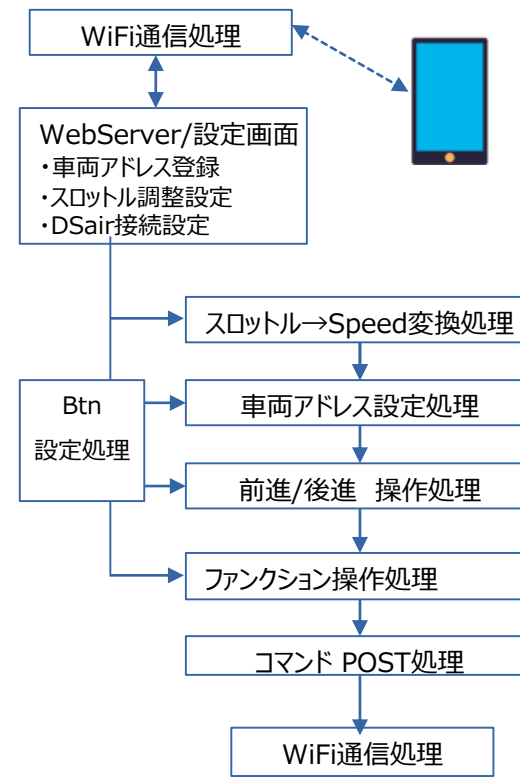 WiFi通信処理
WebServer/設定画面
・車両アドレス登録
・スロットル調整設定
・DSair接続設定
スロットル→Speed変換処理
Btn
設定処理
車両アドレス設定処理
前進/後進 操作処理
ファンクション操作処理
コマンド POST処理
WiFi通信処理